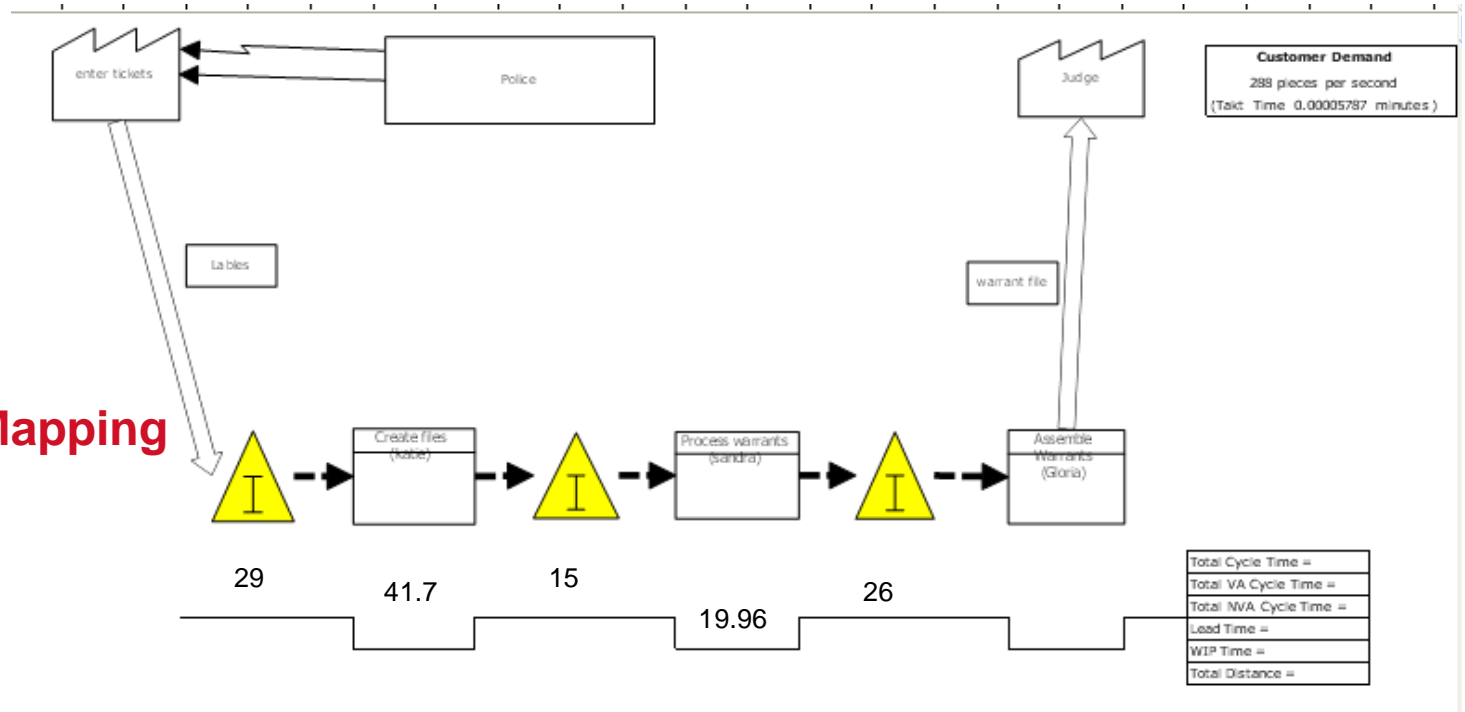 enter tickets
Police
Judge
Customer Demand
288 pieces per second
(Takt Time 0.00005787 minutes)
Lables
warrant file
Mapping
Create files
(katie)
Process warrants
(sandra)
Assemble
Warrants
(Gloria)
I
I
I
29
41.7
15
19.96
26
Total Cycle Time =
Total VA Cycle Time =
Total NVA Cycle Time =
Lead Time =
WIP Time =
Total Distance =